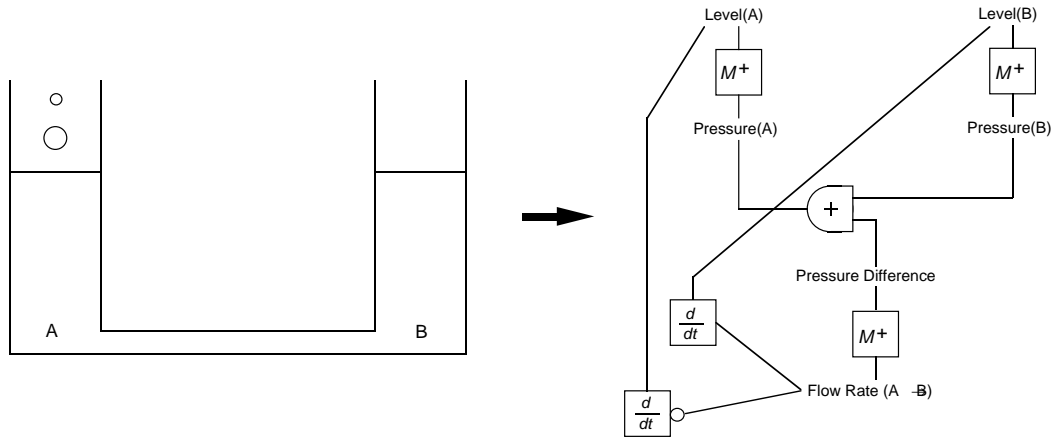 A
B
Level(A)
Level(B)
M+
M+
Pressure(A)
Pressure(B)
+
Pressure Difference
d
dt
M+
Flow Rate (A → B)
d
dt